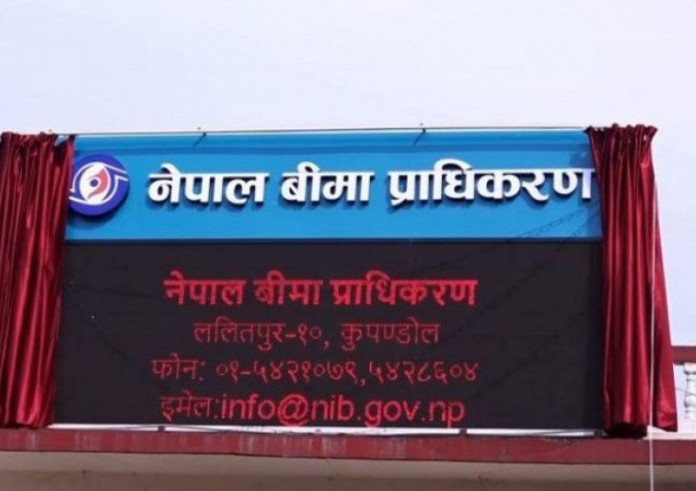 नेपाल बीमा प्राधिकरण
नेपाल बीमा प्राधिकरण
ललितपुर-१०, कुपण्डोल
फोन: ०१-५४२१०७९,५४२८६०४
इमेल:info@nib.gov.np